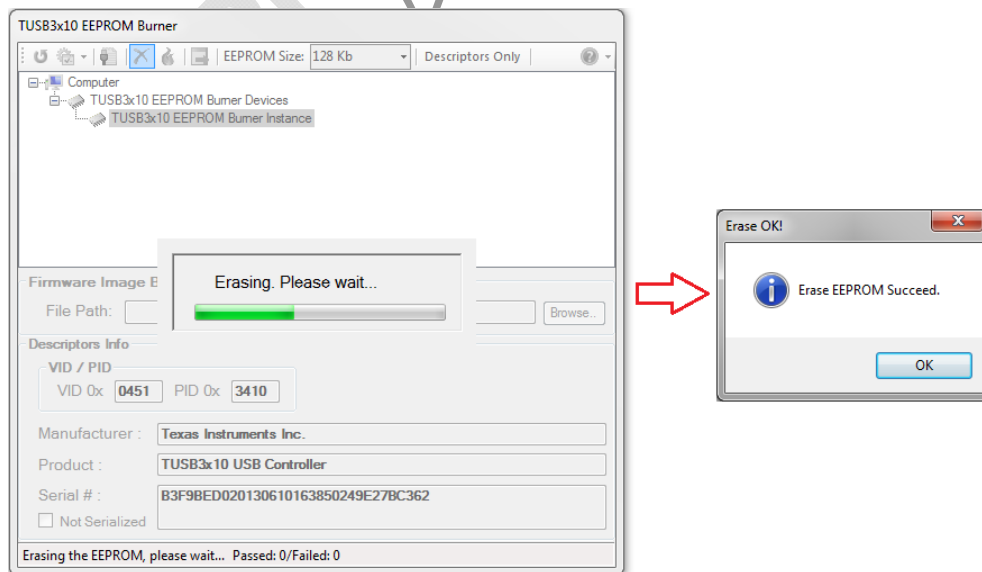 TUSB3x10 EEPROM Burner
EEPROM Size: 128 Kb Descriptors Only
Computer
TUSB3x10 EEPROM Burner Devices
TUSB3x10 EEPROM Burner Instance
Erasing. Please wait...
Firmware Image
File Path: Browse..
Descriptors Info
VID / PID
VID 0x 0451 PID 0x 3410
Manufacturer : Texas Instruments Inc.
Product : TUSB3x10 USB Controller
Serial # : B3F9BED020130610163850249E27BC362
Not Serialized
Erasing the EEPROM, please wait... Passed: 0/Failed: 0
Erase OK!
Erase EEPROM Succeed.
OK